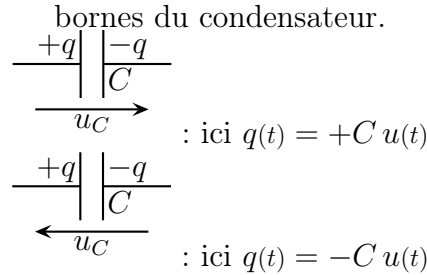 bornes du condensateur.
+q −q
C
u_C
: ici q(t) = +C u(t)
+q −q
C
u_C
: ici q(t) = −C u(t)